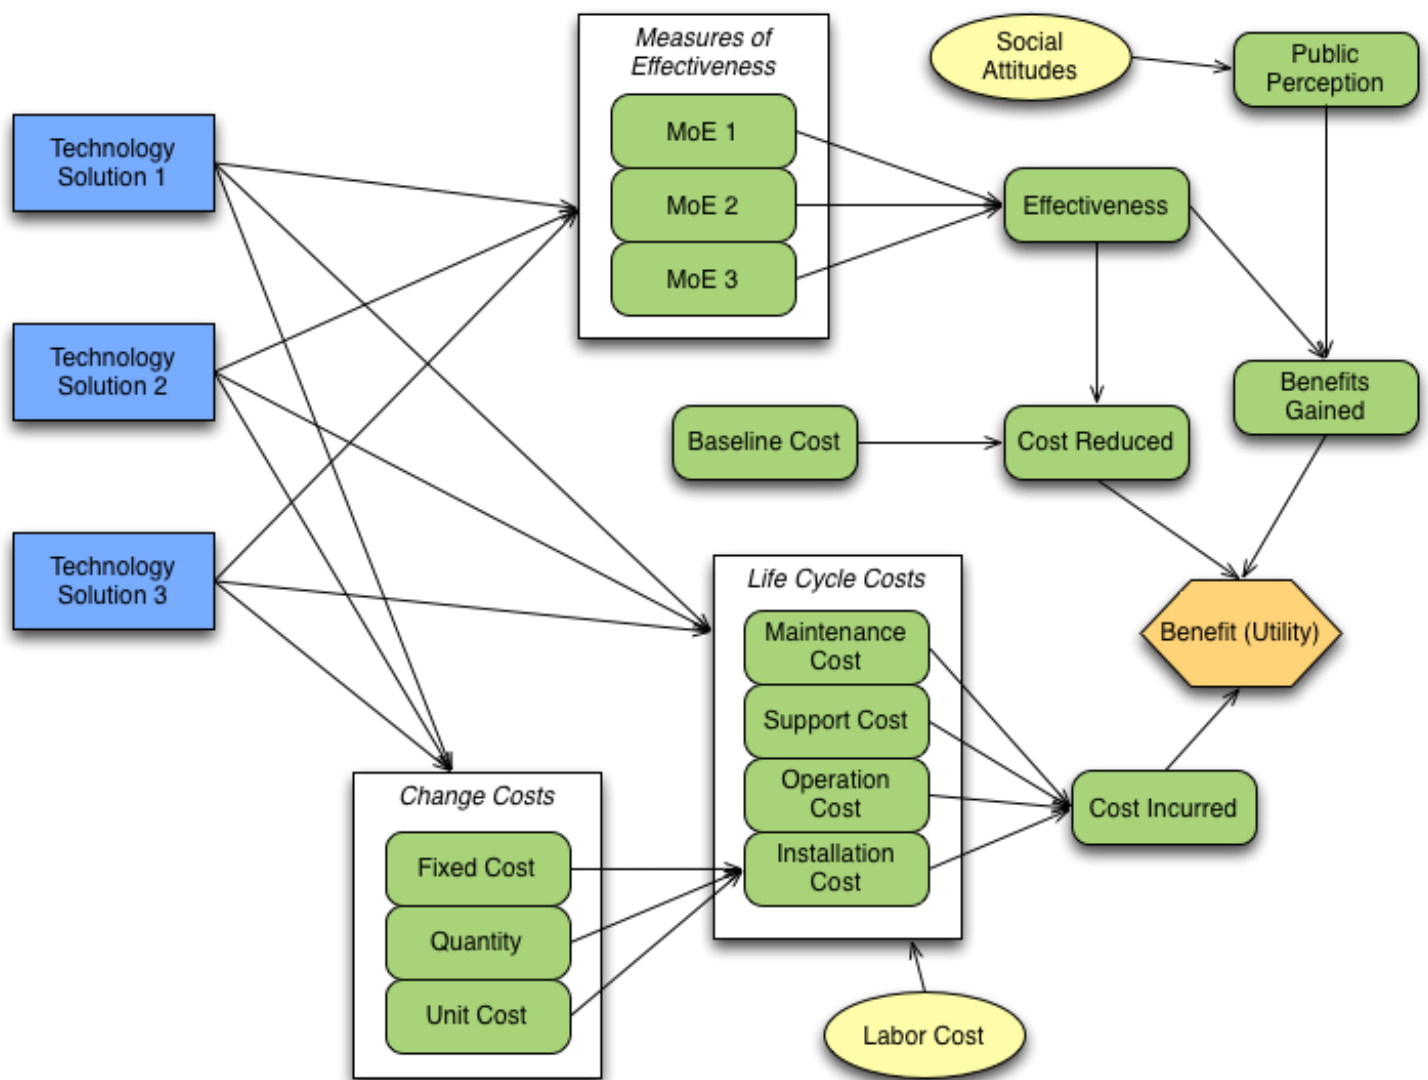 Measures of
Effectiveness
MoE 1
MoE 2
MoE 3
Social
Attitudes
Public
Perception
Technology
Solution 1
Technology
Solution 2
Technology
Solution 3
Effectiveness
Baseline Cost
Cost Reduced
Benefits
Gained
Life Cycle Costs
Maintenance
Cost
Support Cost
Operation
Cost
Installation
Cost
Benefit (Utility)
Cost Incurred
Change Costs
Fixed Cost
Quantity
Unit Cost
Labor Cost